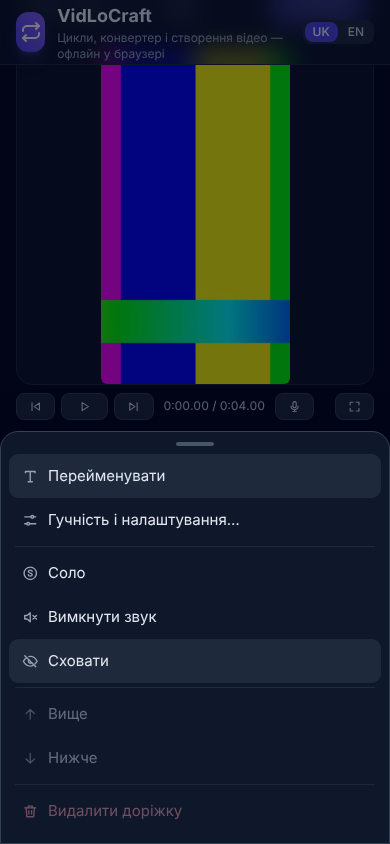 VidLoCraft
Цикли, конвертер і створення відео —
офлайн у браузері
UK EN
0:00.00 / 0:04.00
Перейменувати
Гучність і налаштування...
Соло
Вимкнути звук
Сховати
Вище
Нижче
Видалити доріжку